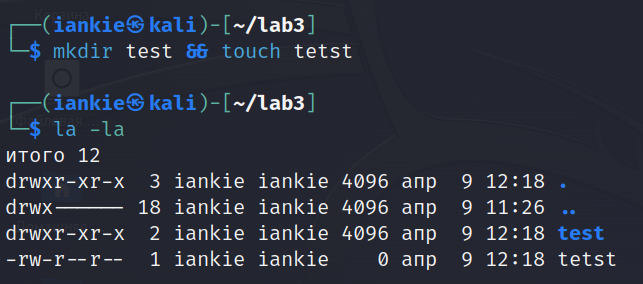 ┌──(iankie㉿kali)-[~/lab3]
└─$ mkdir test && touch tetst
┌──(iankie㉿kali)-[~/lab3]
└─$ la -la
итого 12
drwxr-xr-x 3 iankie iankie 4096 апр 9 12:18 .
drwx------ 18 iankie iankie 4096 апр 9 11:26 ..
drwxr-xr-x 2 iankie iankie 4096 апр 9 12:18 test
-rw-r--r-- 1 iankie iankie 0 апр 9 12:18 tetst